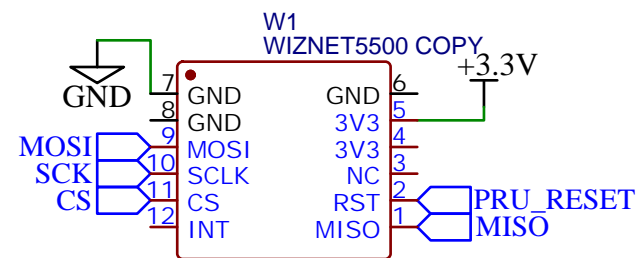 W1
WIZNET5500 COPY
+3.3V
GND
7 GND GND 6
8 GND 3V3 5
MOSI 9 MOSI 3V3 4
SCK 10 SCLK NC 3
CS 11 CS RST 2 PRU_RESET
12 INT MISO 1 MISO